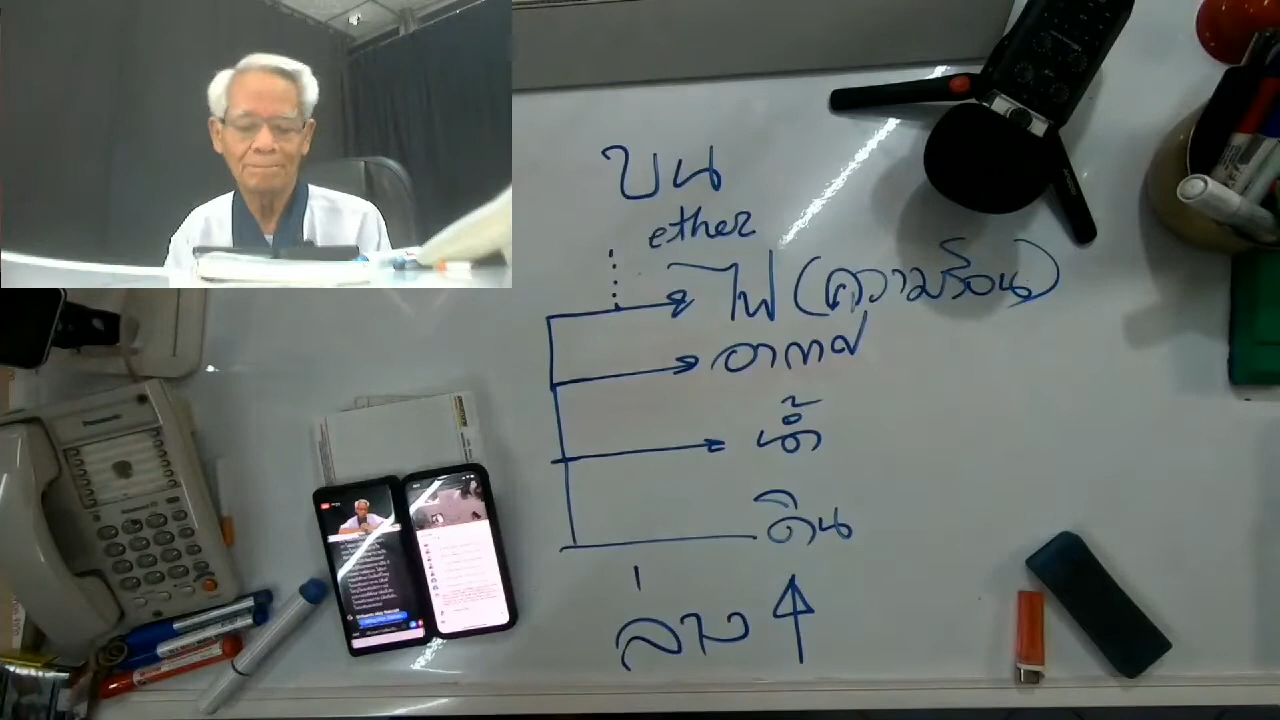 บน
ether
ไฟ (ความร้อน)
อากาศ
น้ำ
ดิน
ล่าง